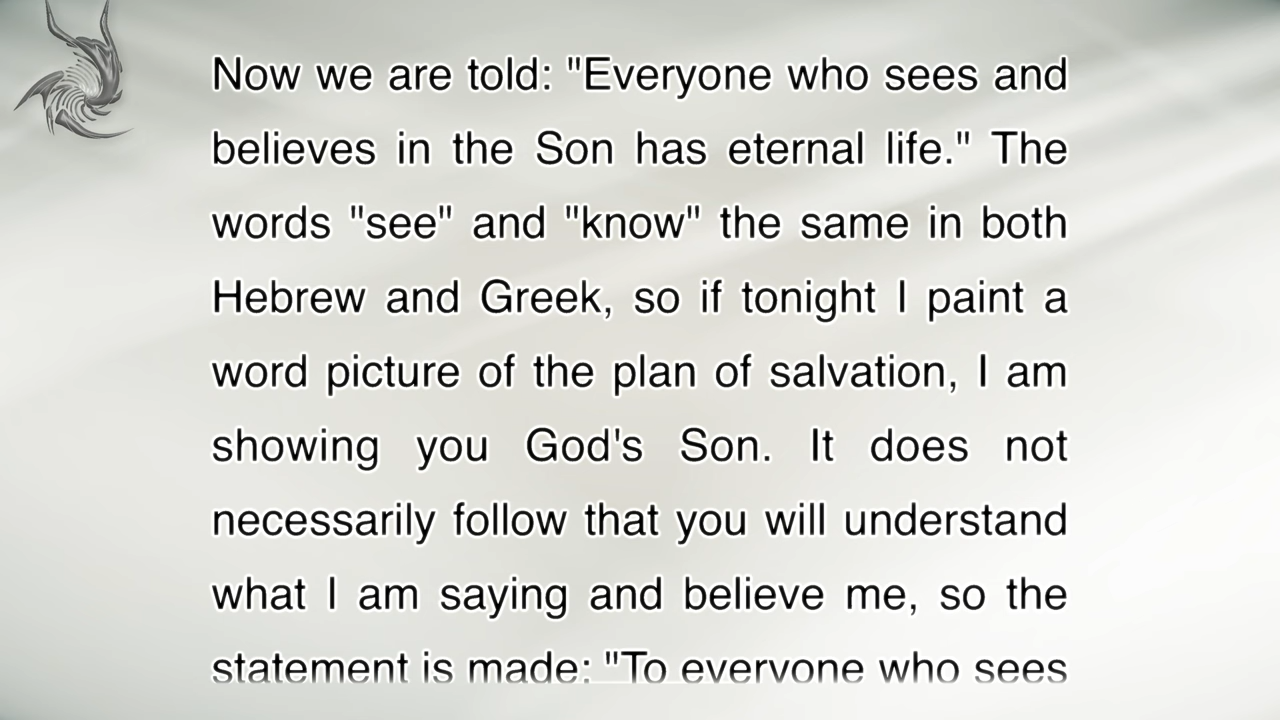 Now we are told: "Everyone who sees and
believes in the Son has eternal life." The
words "see" and "know" the same in both
Hebrew and Greek, so if tonight I paint a
word picture of the plan of salvation, I am
showing you God's Son. It does not
necessarily follow that you will understand
what I am saying and believe me, so the
statement is made: "To everyone who sees